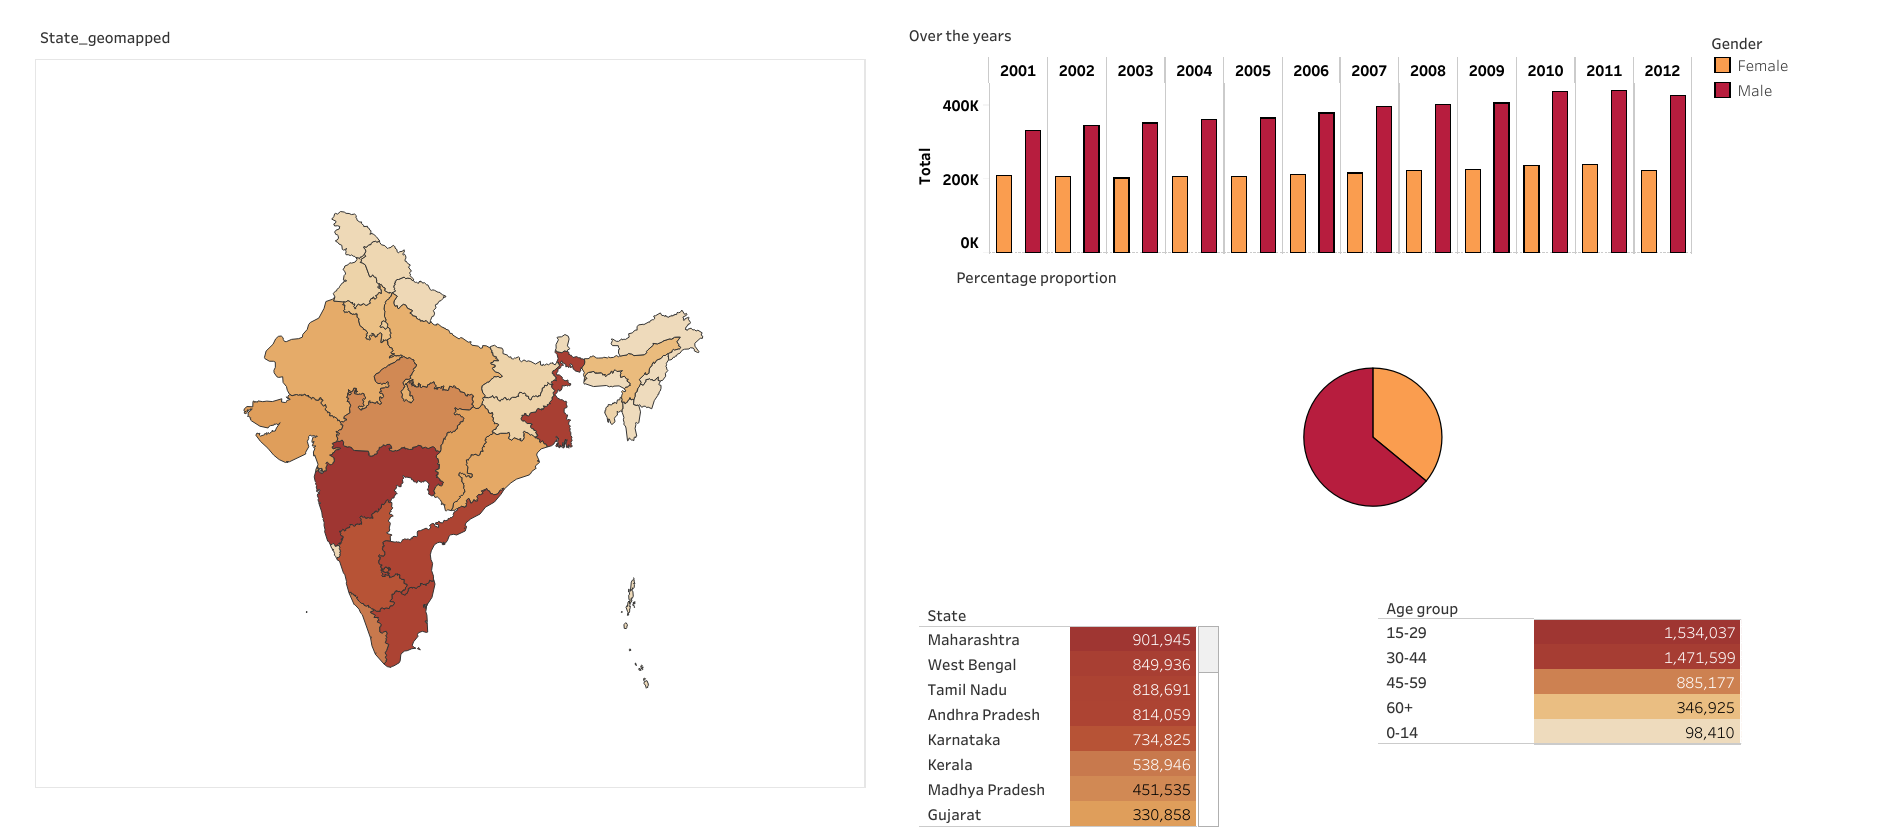 State_geomapped
Over the years
Gender
Female
Male
2001 2002 2003 2004 2005 2006 2007 2008 2009 2010 2011 2012
400K
200K
0K
Total
Percentage proportion
State
Maharashtra 901,945
West Bengal 849,936
Tamil Nadu 818,691
Andhra Pradesh 814,059
Karnataka 734,825
Kerala 538,946
Madhya Pradesh 451,535
Gujarat 330,858
Age group
15-29 1,534,037
30-44 1,471,599
45-59 885,177
60+ 346,925
0-14 98,410